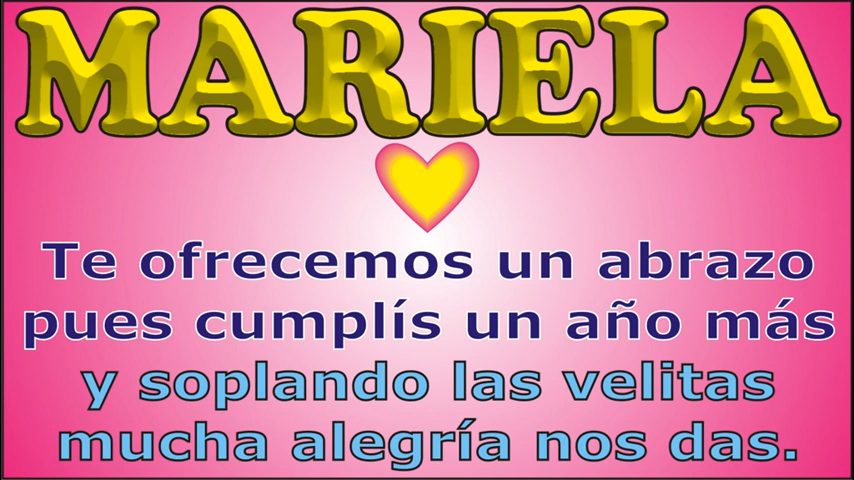 MARIELA
Te ofrecemos un abrazo
pues cumplís un año más
y soplando las velitas
mucha alegría nos das.